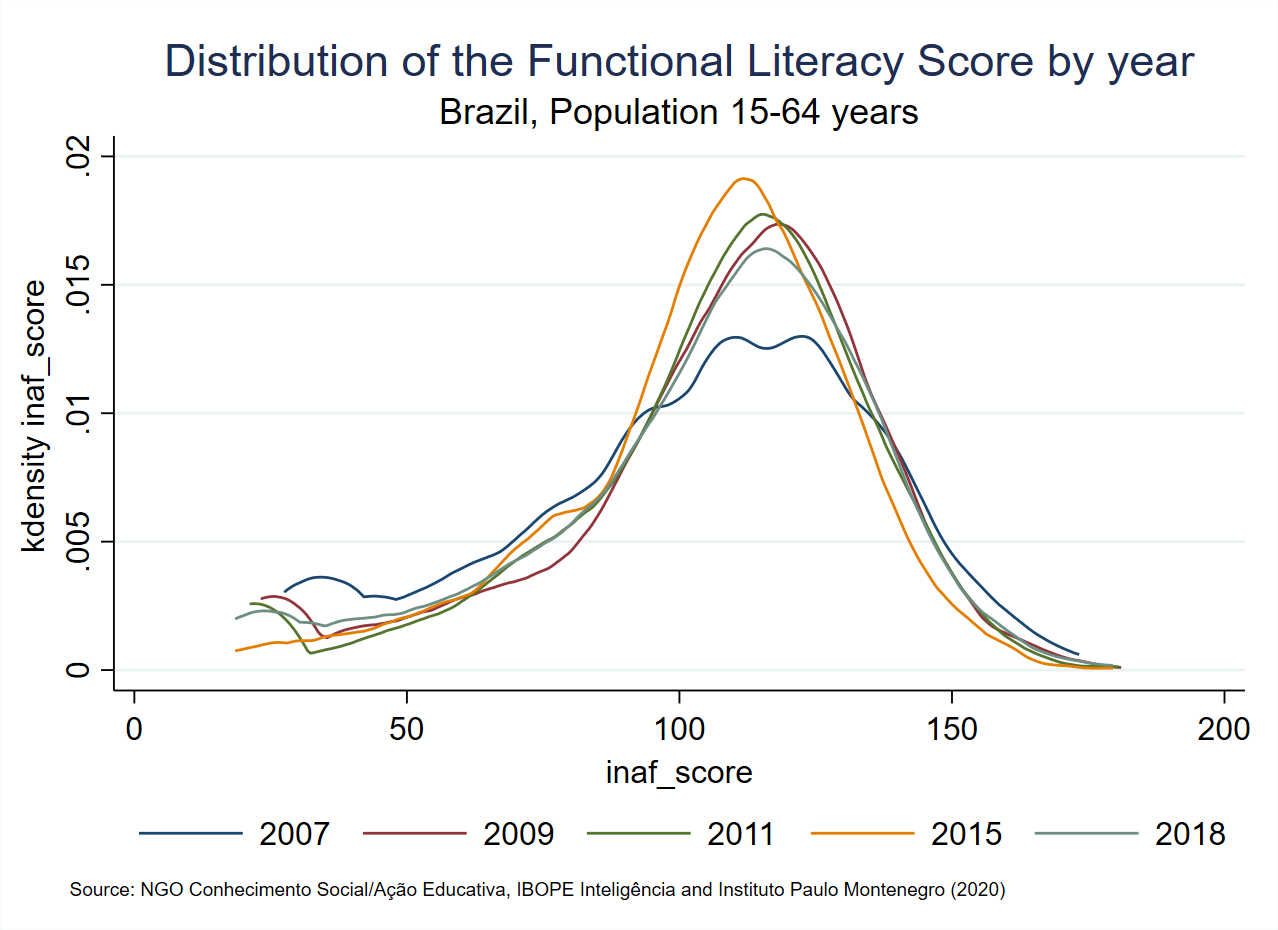 Distribution of the Functional Literacy Score by year
Brazil, Population 15-64 years
kdensity inaf_score
.02
.015
.01
.005
0
0 50 100 150 200
inaf_score
2007 2009 2011 2015 2018
Source: NGO Conhecimento Social/Ação Educativa, IBOPE Inteligência and Instituto Paulo Montenegro (2020)